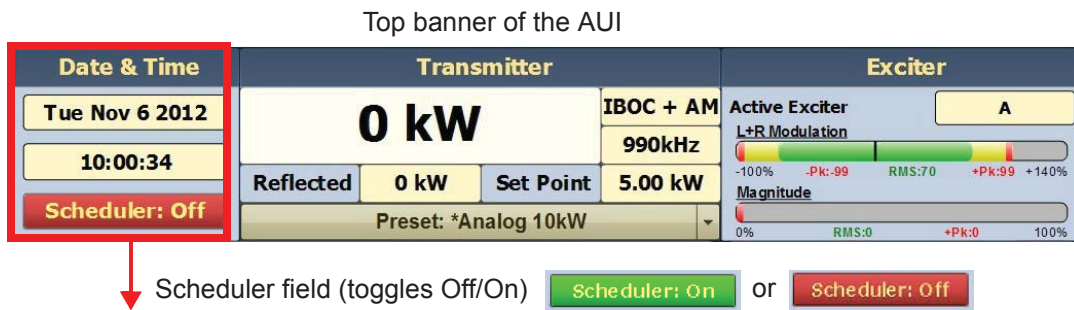 Top banner of the AUI
Date & Time
Tue Nov 6 2012
10:00:34
Scheduler: Off
Transmitter
0 kW
IBOC + AM
990kHz
Reflected 0 kW Set Point 5.00 kW
Preset: *Analog 10kW
Exciter
Active Exciter A
L+R Modulation
-100% -Pk:-99 RMS:70 +Pk:99 +140%
Magnitude
0% RMS:0 +Pk:0 100%
Scheduler field (toggles Off/On) Scheduler: On or Scheduler: Off